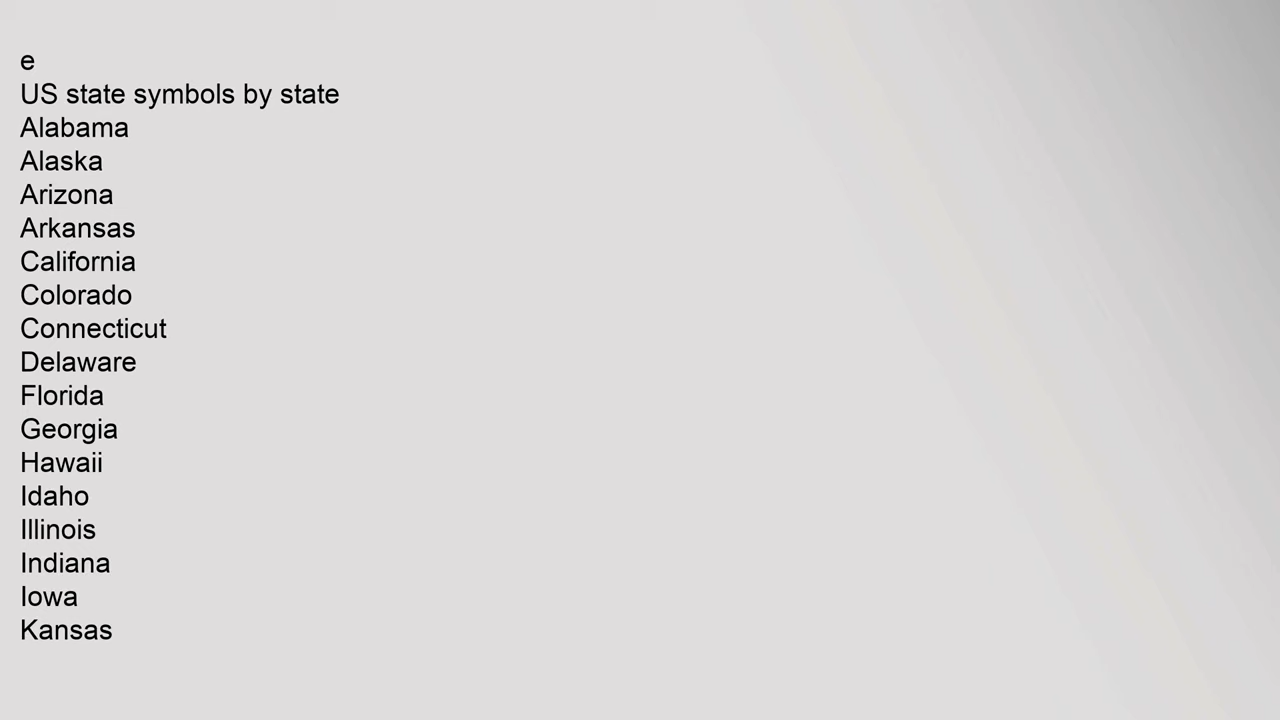 e
US state symbols by state
Alabama
Alaska
Arizona
Arkansas
California
Colorado
Connecticut
Delaware
Florida
Georgia
Hawaii
Idaho
Illinois
Indiana
Iowa
Kansas